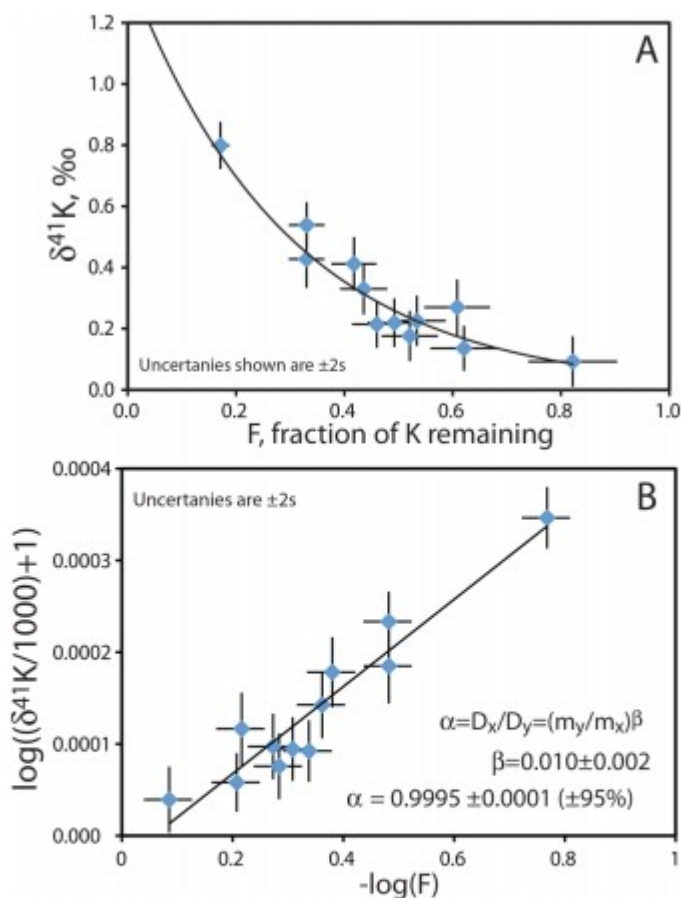 1.2
A
1.0
0.8
0.6
0.4
0.2
0.0
δ⁴¹K, ‰
Uncertanies shown are ±2s
0.0 0.2 0.4 0.6 0.8 1.0
F, fraction of K remaining
0.0004
Uncertanies are ±2s
B
0.0003
0.0002
0.0001
0.000
log((δ⁴¹K/1000)+1)
α=Dx/Dy=(my/mx)β
β=0.010±0.002
α = 0.9995 ±0.0001 (±95%)
0 0.2 0.4 0.6 0.8 1
-log(F)